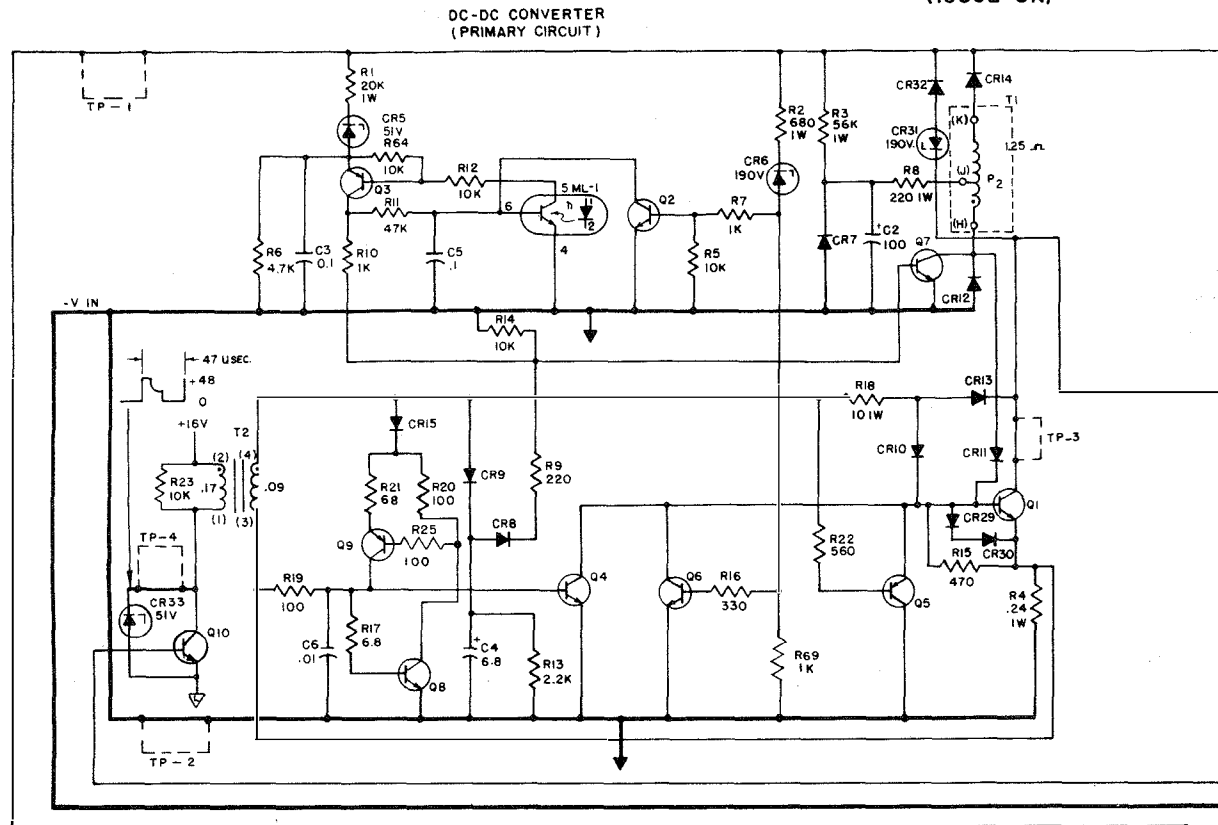 DC-DC CONVERTER
(PRIMARY CIRCUIT)
TP-1
R1
20K
1W
CR5
51V
R64
10K
Q3
R12
10K
R11
47K
R6
4.7K
C3
0.1
R10
1K
C5
.1
5 ML-1
6
2
4
Q2
R7
1K
R5
10K
CR6
190V
R2
680
1W
R3
56K
1W
CR7
+C2
100
R8
220 1W
CR32
CR31
190V
L
CR14
T1
(K)
1.25 Ω
(J)
P2
(H)
Q7
CR12
-V IN
R14
10K
47 USEC.
+48
0
+16V
T2
(2)
(4)
R23
10K
.17
.09
(1)
(3)
TP-4
CR33
51V
Q10
TP-2
CR15
R21
68
R20
100
Q9
R25
100
R19
100
C6
.01
R17
6.8
Q8
CR9
CR8
R9
220
+
C4
6.8
R13
2.2K
Q4
Q6
R16
330
R69
1K
R18
10 1W
CR13
CR10
CR11
TP-3
R22
560
Q5
CR29
CR30
Q1
R15
470
R4
.24
1W